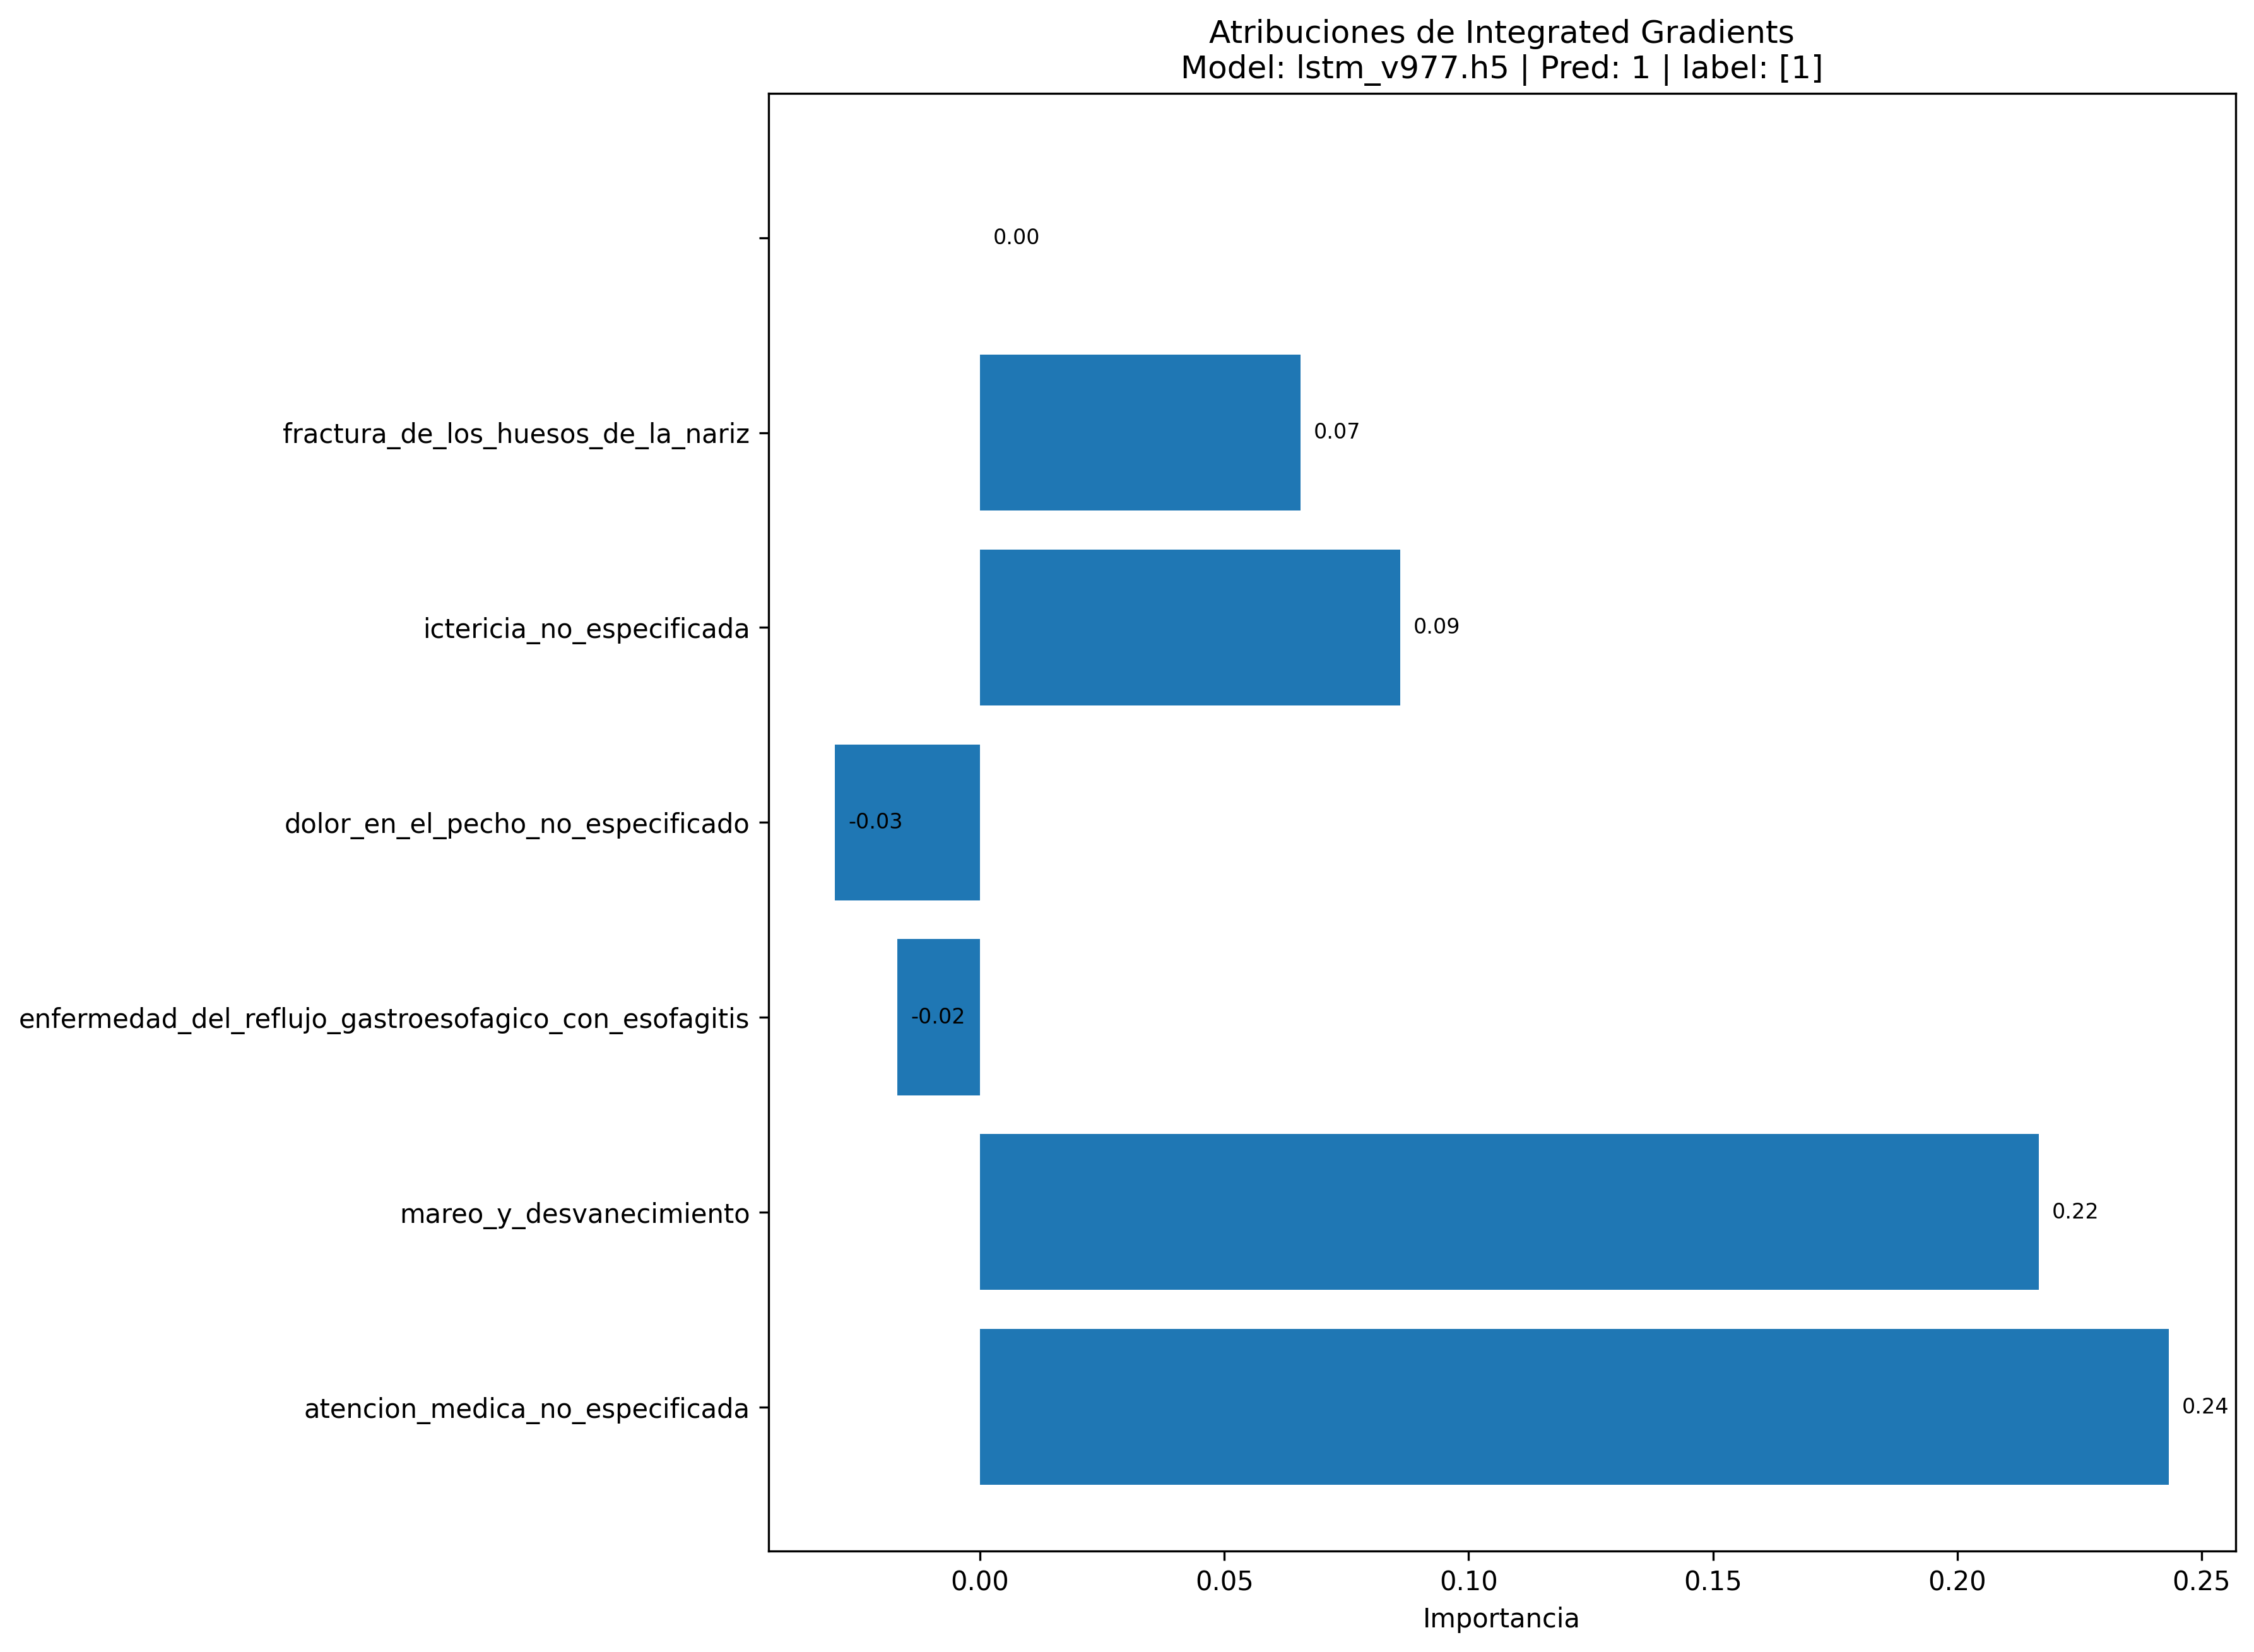 Atribuciones de Integrated Gradients
Model: lstm_v977.h5 | Pred: 1 | label: [1]
0.00
fractura_de_los_huesos_de_la_nariz
0.07
ictericia_no_especificada
0.09
dolor_en_el_pecho_no_especificado
-0.03
enfermedad_del_reflujo_gastroesofagico_con_esofagitis
-0.02
mareo_y_desvanecimiento
0.22
atencion_medica_no_especificada
0.24
0.00 0.05 0.10 0.15 0.20 0.25
Importancia